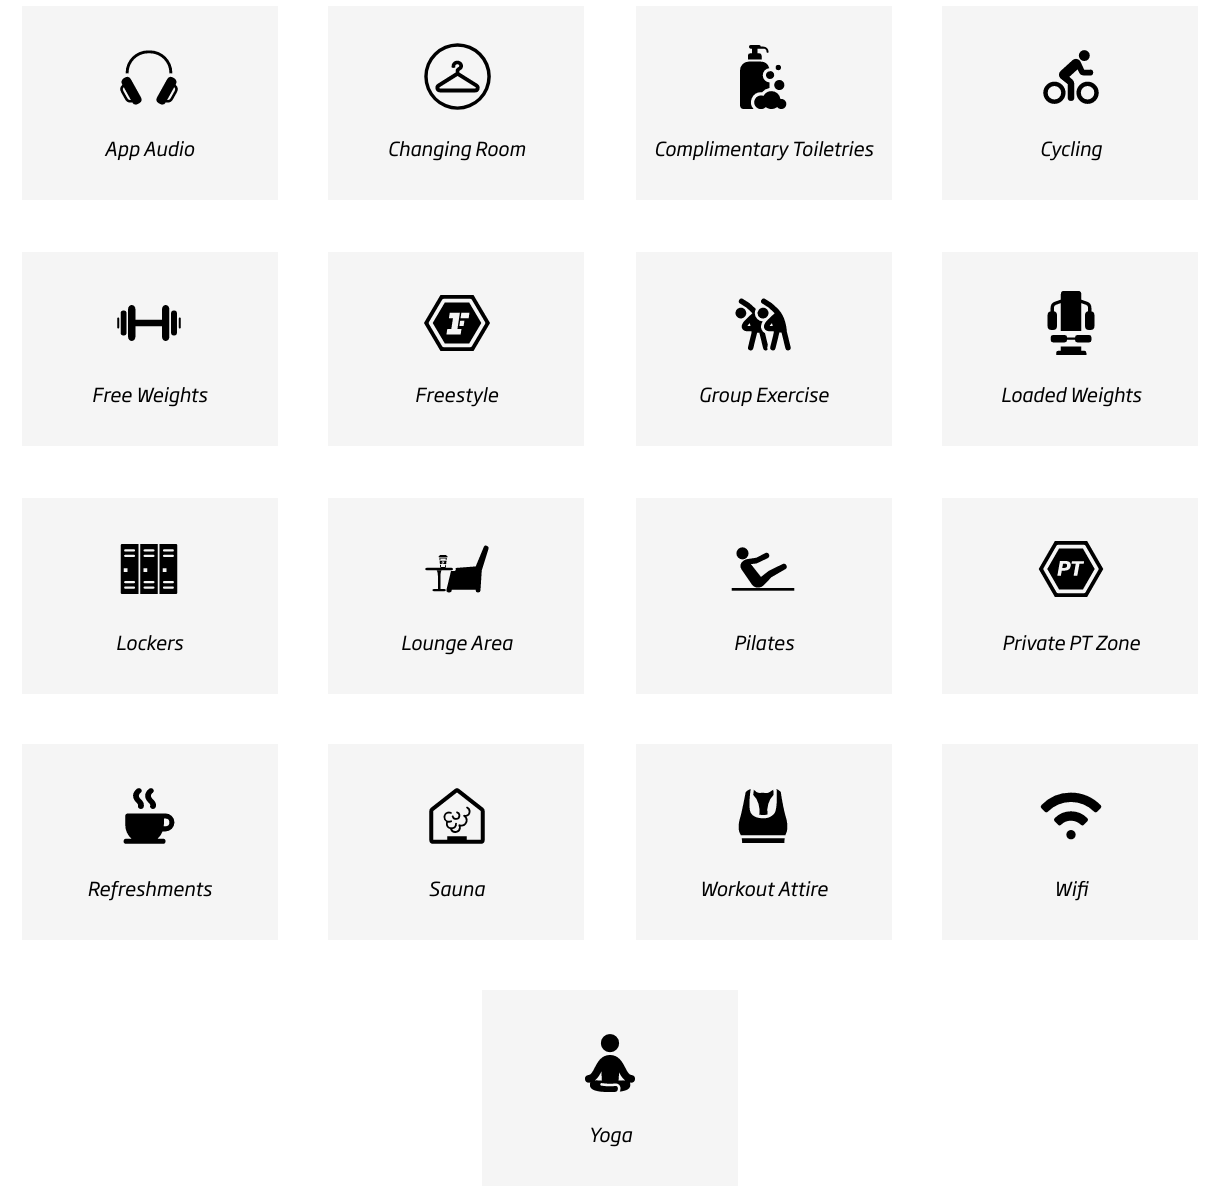 App Audio
Changing Room
Complimentary Toiletries
Cycling
Free Weights
F
Freestyle
Group Exercise
Loaded Weights
Lockers
Lounge Area
Pilates
PT
Private PT Zone
Refreshments
Sauna
Workout Attire
Wifi
Yoga